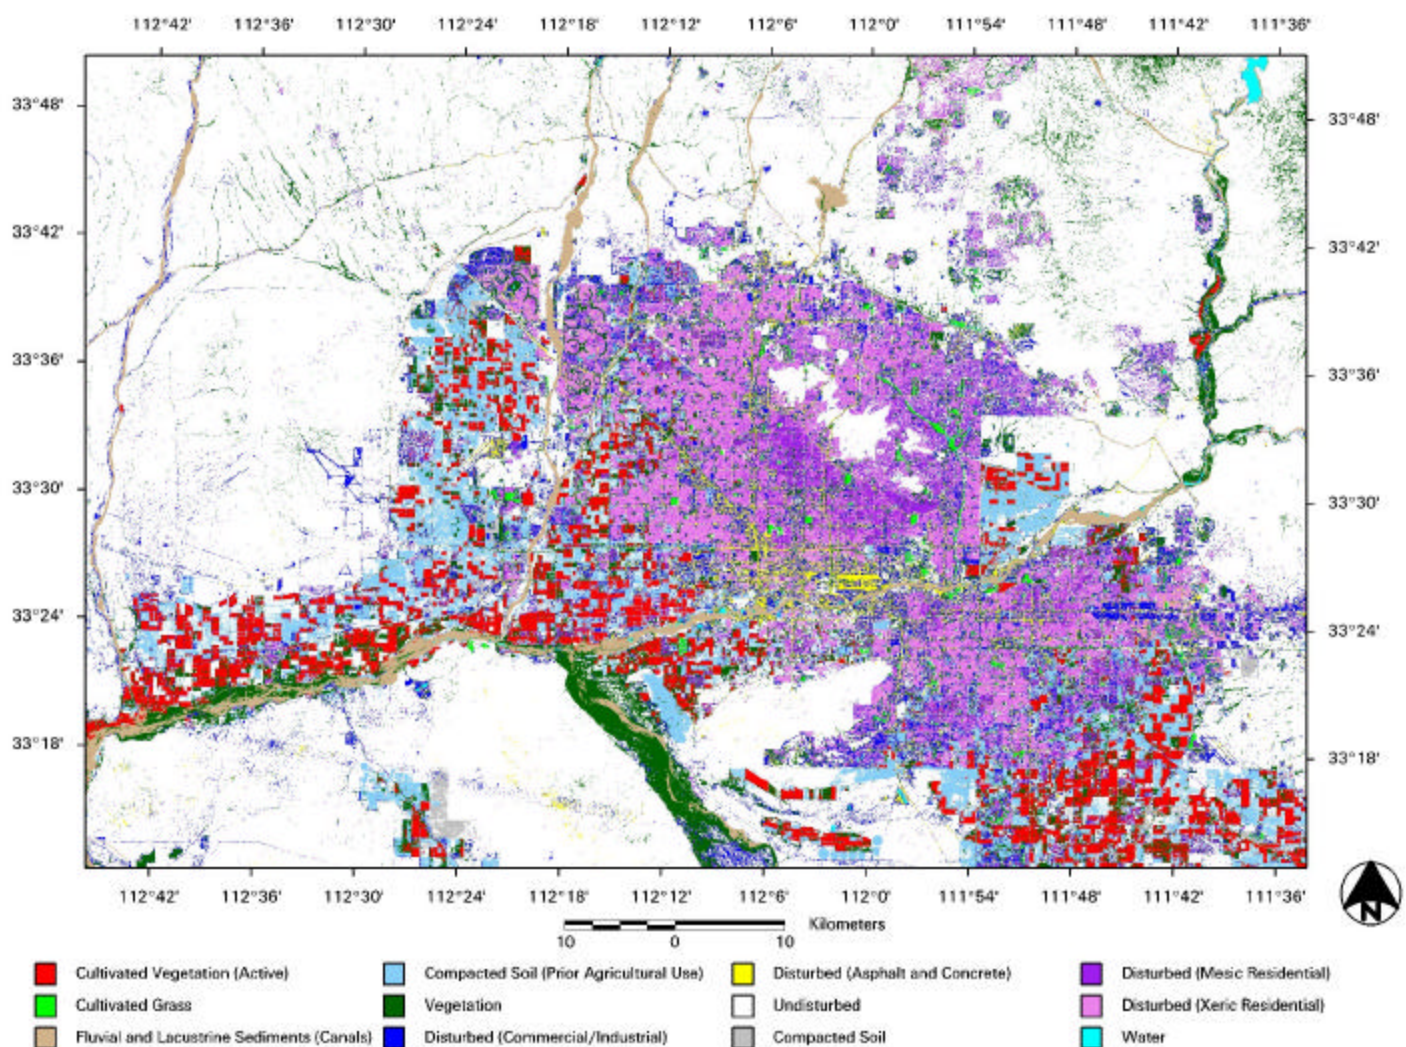 112°42' 112°36' 112°30' 112°24' 112°18' 112°12' 112°6' 112°0' 111°54' 111°48' 111°42' 111°36'
33°48' 33°48'
33°42' 33°42'
33°36' 33°36'
33°30' 33°30'
33°24' 33°24'
33°18' 33°18'
112°42' 112°36' 112°30' 112°24' 112°18' 112°12' 112°6' 112°0' 111°54' 111°48' 111°42' 111°36'
N
Kilometers
10 0 10
Cultivated Vegetation (Active) Compacted Soil (Prior Agricultural Use) Disturbed (Asphalt and Concrete) Disturbed (Mesic Residential)
Cultivated Grass Vegetation Undisturbed Disturbed (Xeric Residential)
Fluvial and Lacustrine Sediments (Canals) Disturbed (Commercial/Industrial) Compacted Soil Water